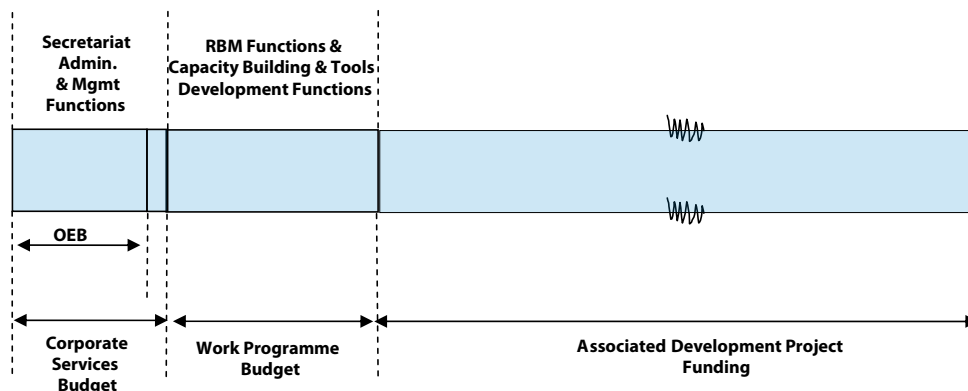 Secretariat
Admin.
& Mgmt
Functions
RBM Functions &
Capacity Building & Tools
Development Functions
OEB
Corporate
Services
Budget
Work Programme
Budget
Associated Development Project
Funding